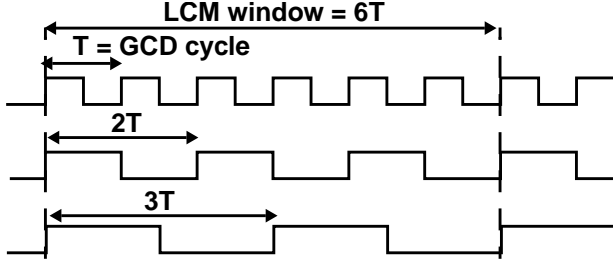 LCM window = 6T
T = GCD cycle
2T
3T